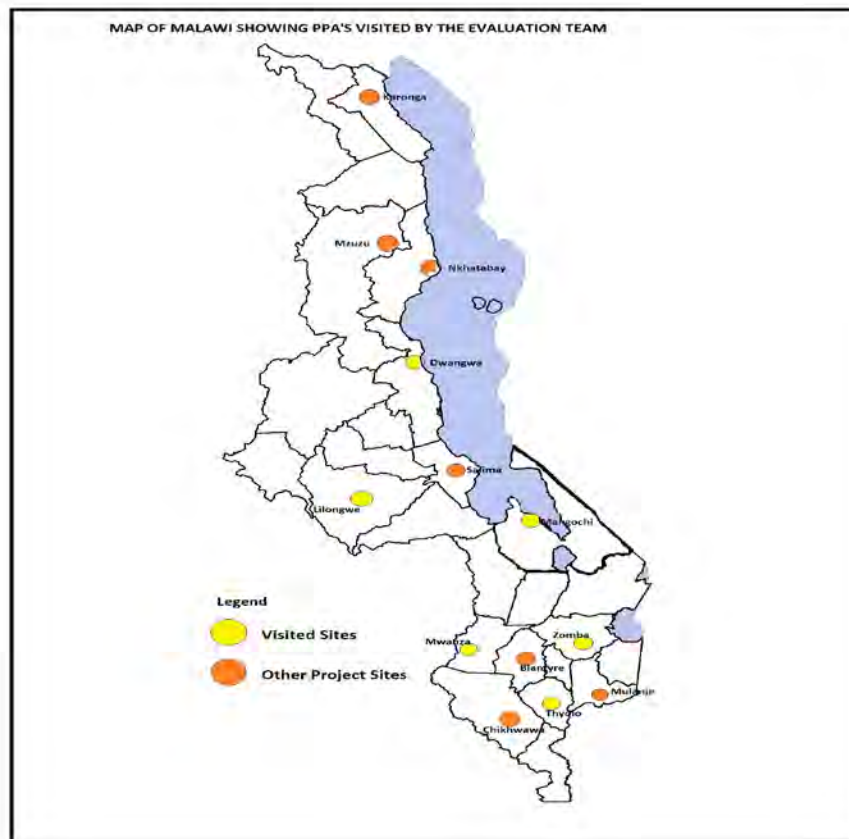 MAP OF MALAWI SHOWING PPA'S VISITED BY THE EVALUATION TEAM
Karonga
Mzuzu
Nkhatabay
Dwangwa
Salima
Lilongwe
Mangochi
Legend
Visited Sites
Other Project Sites
Mwanza
Zomba
Blantyre
Mulanje
Thyolo
Chikhwawa